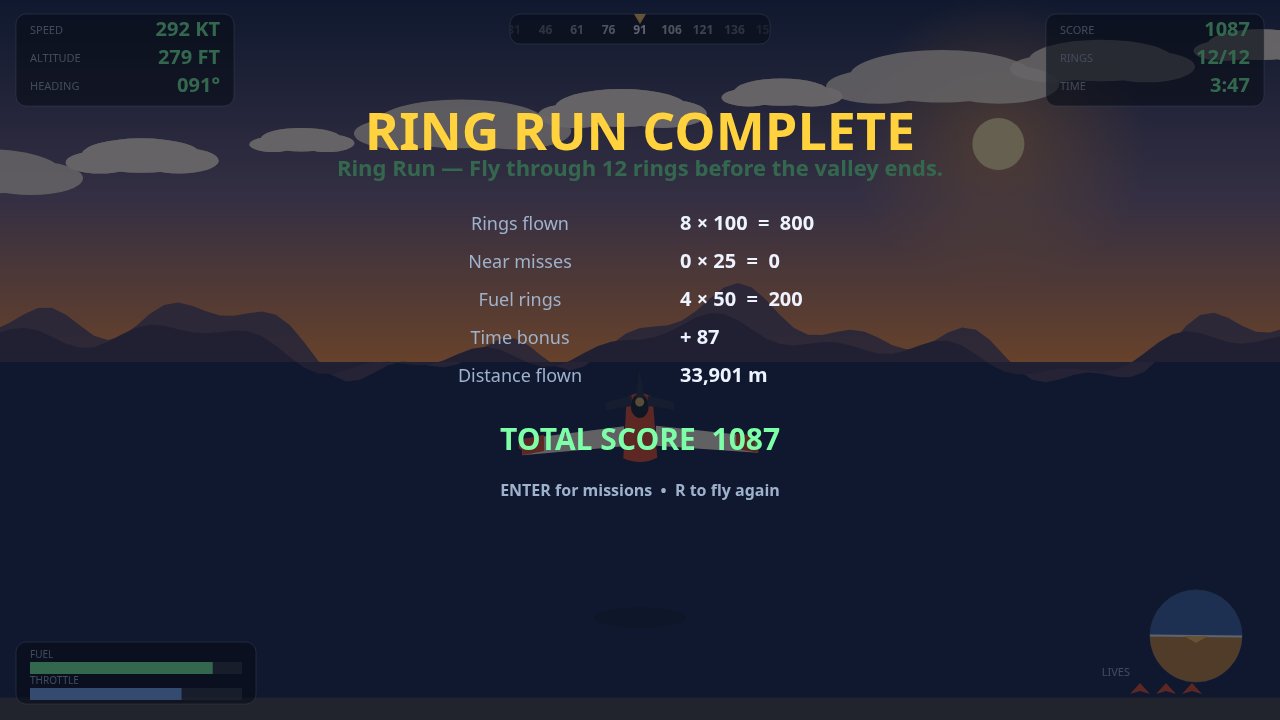 SPEED 292 KT
ALTITUDE 279 FT
HEADING 091°
31 46 61 76 91 106 121 136 15
SCORE 1087
RINGS 12/12
TIME 3:47
RING RUN COMPLETE
Ring Run — Fly through 12 rings before the valley ends.
Rings flown 8 × 100 = 800
Near misses 0 × 25 = 0
Fuel rings 4 × 50 = 200
Time bonus + 87
Distance flown 33,901 m
TOTAL SCORE 1087
ENTER for missions • R to fly again
FUEL
THROTTLE
LIVES